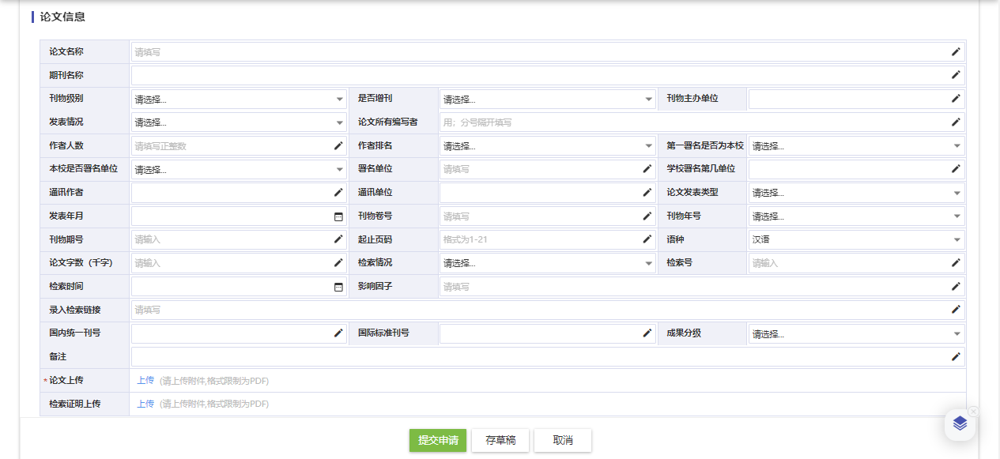 论文信息
论文名称 请填写
期刊名称
刊物级别 请选择... 是否增刊 请选择... 刊物主办单位
发表情况 请选择... 论文所有编写者 用；分号隔开填写
作者人数 请填写正整数 作者排名 请选择... 第一署名是否为本校 请选择...
本校是否署名单位 请选择... 署名单位 请填写 学校署名第几单位
通讯作者 通讯单位 论文发表类型 请选择...
发表年月 刊物卷号 请填写 刊物年号 请选择...
刊物期号 请输入 起止页码 格式为1-21 语种 汉语
论文字数（千字） 请输入 检索情况 请选择... 检索号 请输入
检索时间 影响因子 请填写
录入检索链接 请填写
国内统一刊号 国际标准刊号 成果分级 请选择...
备注
*论文上传 上传 (请上传附件,格式限制为PDF)
检索证明上传 上传 (请上传附件,格式限制为PDF)
提交申请 存草稿 取消